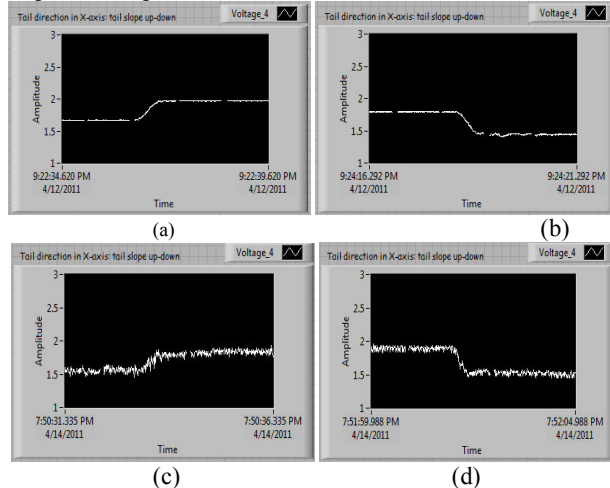 Tail direction in X-axis: tail slope up-down Voltage_4
3-
2.5-
2-
1.5-
1-
Amplitude
9:22:34.620 PM 9:22:39.620 PM
4/12/2011 4/12/2011
Time
(a)
Tail direction in X-axis: tail slope up-down Voltage_4
3-
2.5-
2-
1.5-
1-
Amplitude
9:24:16.292 PM 9:24:21.292 PM
4/12/2011 4/12/2011
Time
(b)
Tail direction in X-axis: tail slope up-down Voltage_4
3-
2.5-
2-
1.5-
1-
Amplitude
7:50:31.335 PM 7:50:36.335 PM
4/14/2011 4/14/2011
Time
(c)
Tail direction in X-axis: tail slope up-down Voltage_4
3-
2.5-
2-
1.5-
1-
Amplitude
7:51:59.988 PM 7:52:04.988 PM
4/14/2011 4/14/2011
Time
(d)